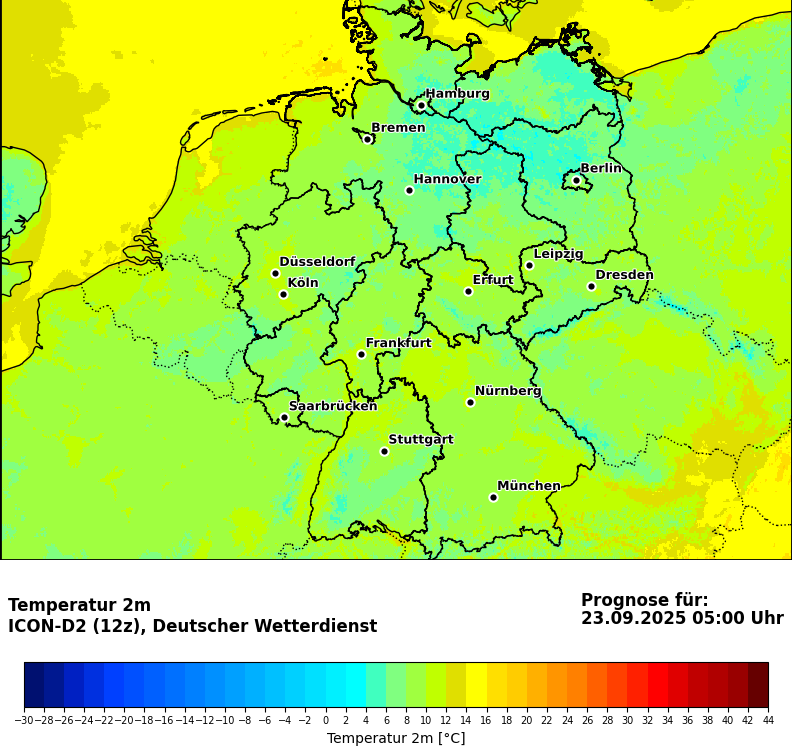 Hamburg
Bremen
Berlin
Hannover
Leipzig
Düsseldorf
Dresden
Köln
Erfurt
Frankfurt
Nürnberg
Saarbrücken
Stuttgart
München
Temperatur 2m
ICON-D2 (12z), Deutscher Wetterdienst
Prognose für:
23.09.2025 05:00 Uhr
−30 −28 −26 −24 −22 −20 −18 −16 −14 −12 −10 −8 −6 −4 −2 0 2 4 6 8 10 12 14 16 18 20 22 24 26 28 30 32 34 36 38 40 42 44
Temperatur 2m [°C]